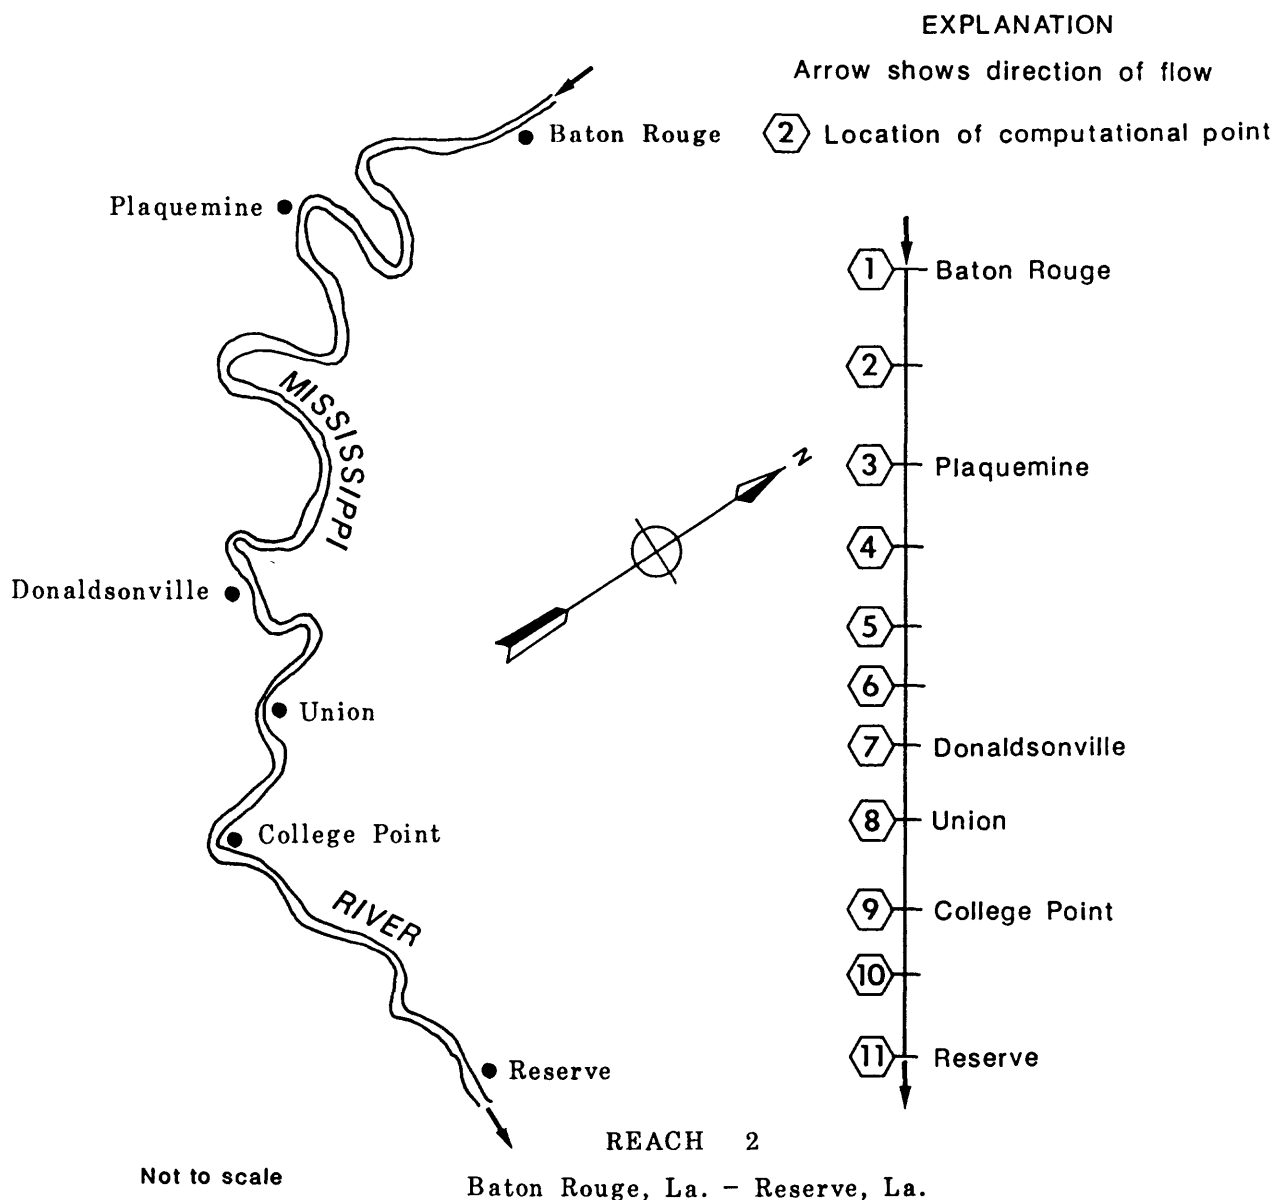 EXPLANATION
Arrow shows direction of flow
2 Location of computational point
Baton Rouge
Plaquemine
MISSISSIPPI
Donaldsonville
Union
College Point
RIVER
Reserve
N
1 Baton Rouge
2
3 Plaquemine
4
5
6
7 Donaldsonville
8 Union
9 College Point
10
11 Reserve
REACH 2
Baton Rouge, La. – Reserve, La.
Not to scale